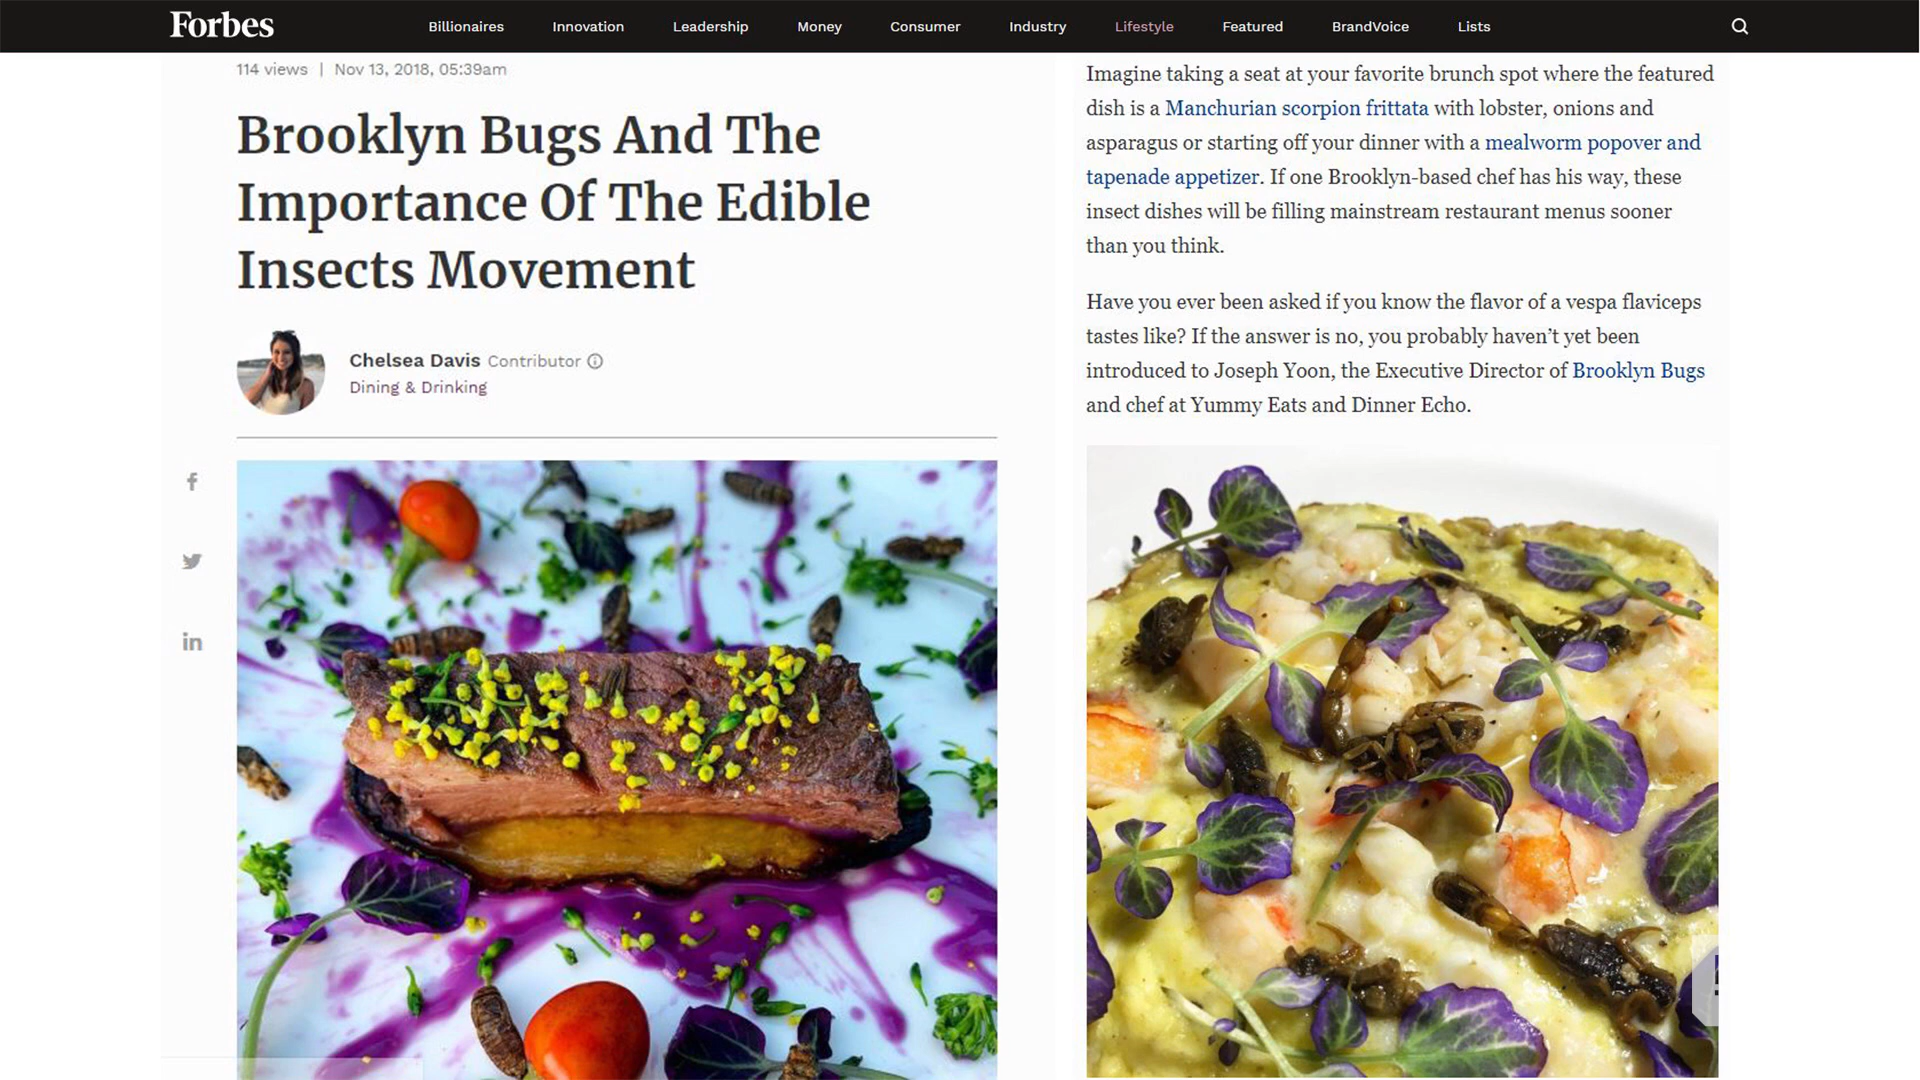 Forbes
Billionaires Innovation Leadership Money Consumer Industry Lifestyle Featured BrandVoice Lists
114 views | Nov 13, 2018, 05:39am
Brooklyn Bugs And The
Importance Of The Edible
Insects Movement
Chelsea Davis Contributor
Dining & Drinking
Imagine taking a seat at your favorite brunch spot where the featured
dish is a Manchurian scorpion frittata with lobster, onions and
asparagus or starting off your dinner with a mealworm popover and
tapenade appetizer. If one Brooklyn-based chef has his way, these
insect dishes will be filling mainstream restaurant menus sooner
than you think.
Have you ever been asked if you know the flavor of a vespa flaviceps
tastes like? If the answer is no, you probably haven’t yet been
introduced to Joseph Yoon, the Executive Director of Brooklyn Bugs
and chef at Yummy Eats and Dinner Echo.